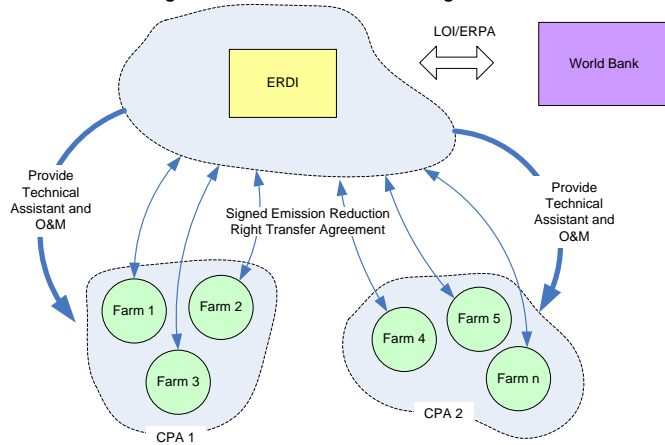 LOI/ERPA
ERDI
World Bank
Provide
Technical
Assistant and
O&M
Signed Emission Reduction
Right Transfer Agreement
Provide
Technical
Assistant and
O&M
Farm 1
Farm 2
Farm 3
Farm 4
Farm 5
Farm n
CPA 1
CPA 2